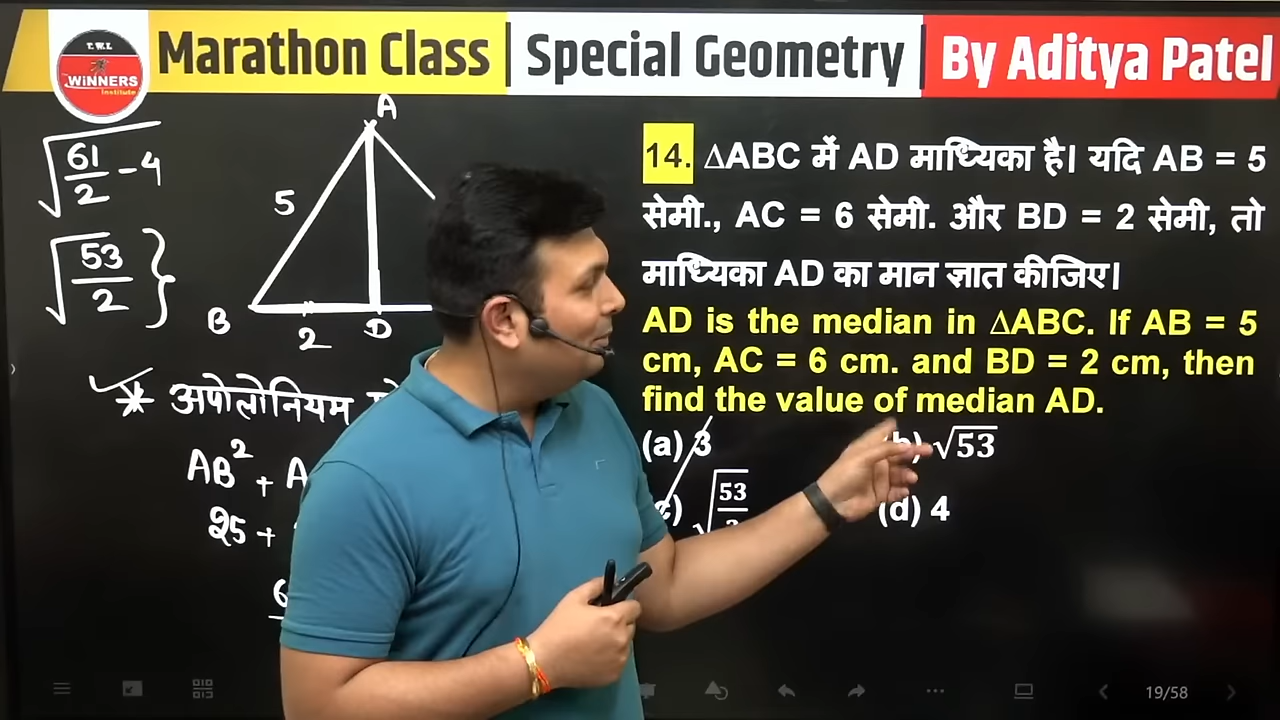 T.W.I.
WINNERS
Institute
Marathon Class | Special Geometry By Aditya Patel
√61/2 - 4
√53/2 }
A
5
B
2
D
* अपोलोनियम
AB² +
25 +
14. ∆ABC में AD माध्यिका है। यदि AB = 5
सेमी., AC = 6 सेमी. और BD = 2 सेमी, तो
माध्यिका AD का मान ज्ञात कीजिए।
AD is the median in ∆ABC. If AB = 5
cm, AC = 6 cm. and BD = 2 cm, then
find the value of median AD.
(a) 3
(b) √53
√53
(d) 4
19/58